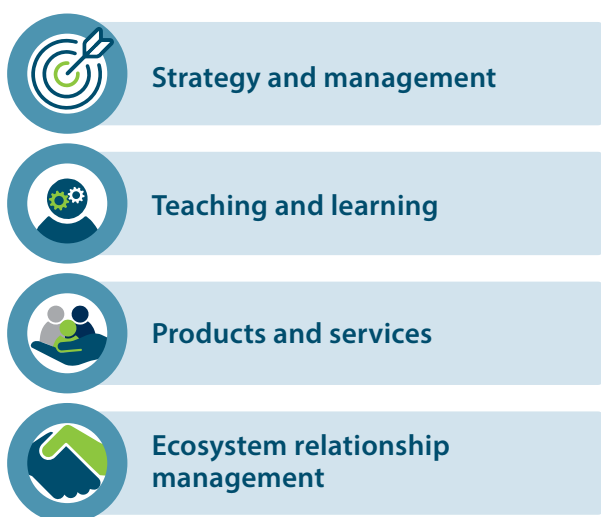 Strategy and management
Teaching and learning
Products and services
Ecosystem relationship
management